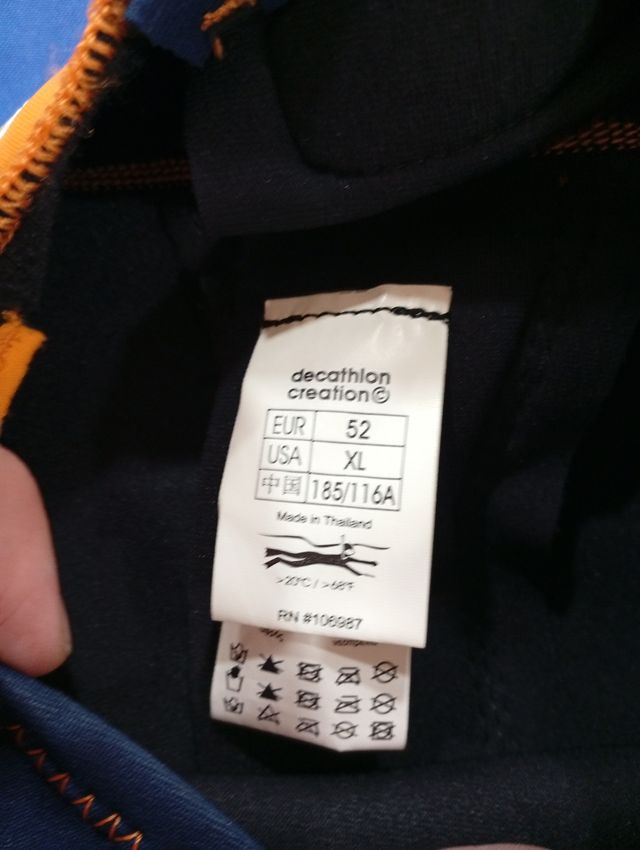 decathlon
creation©
EUR 52
USA XL
中国 185/116A
Made in Thailand
>20°C / >68°F
RN #106987